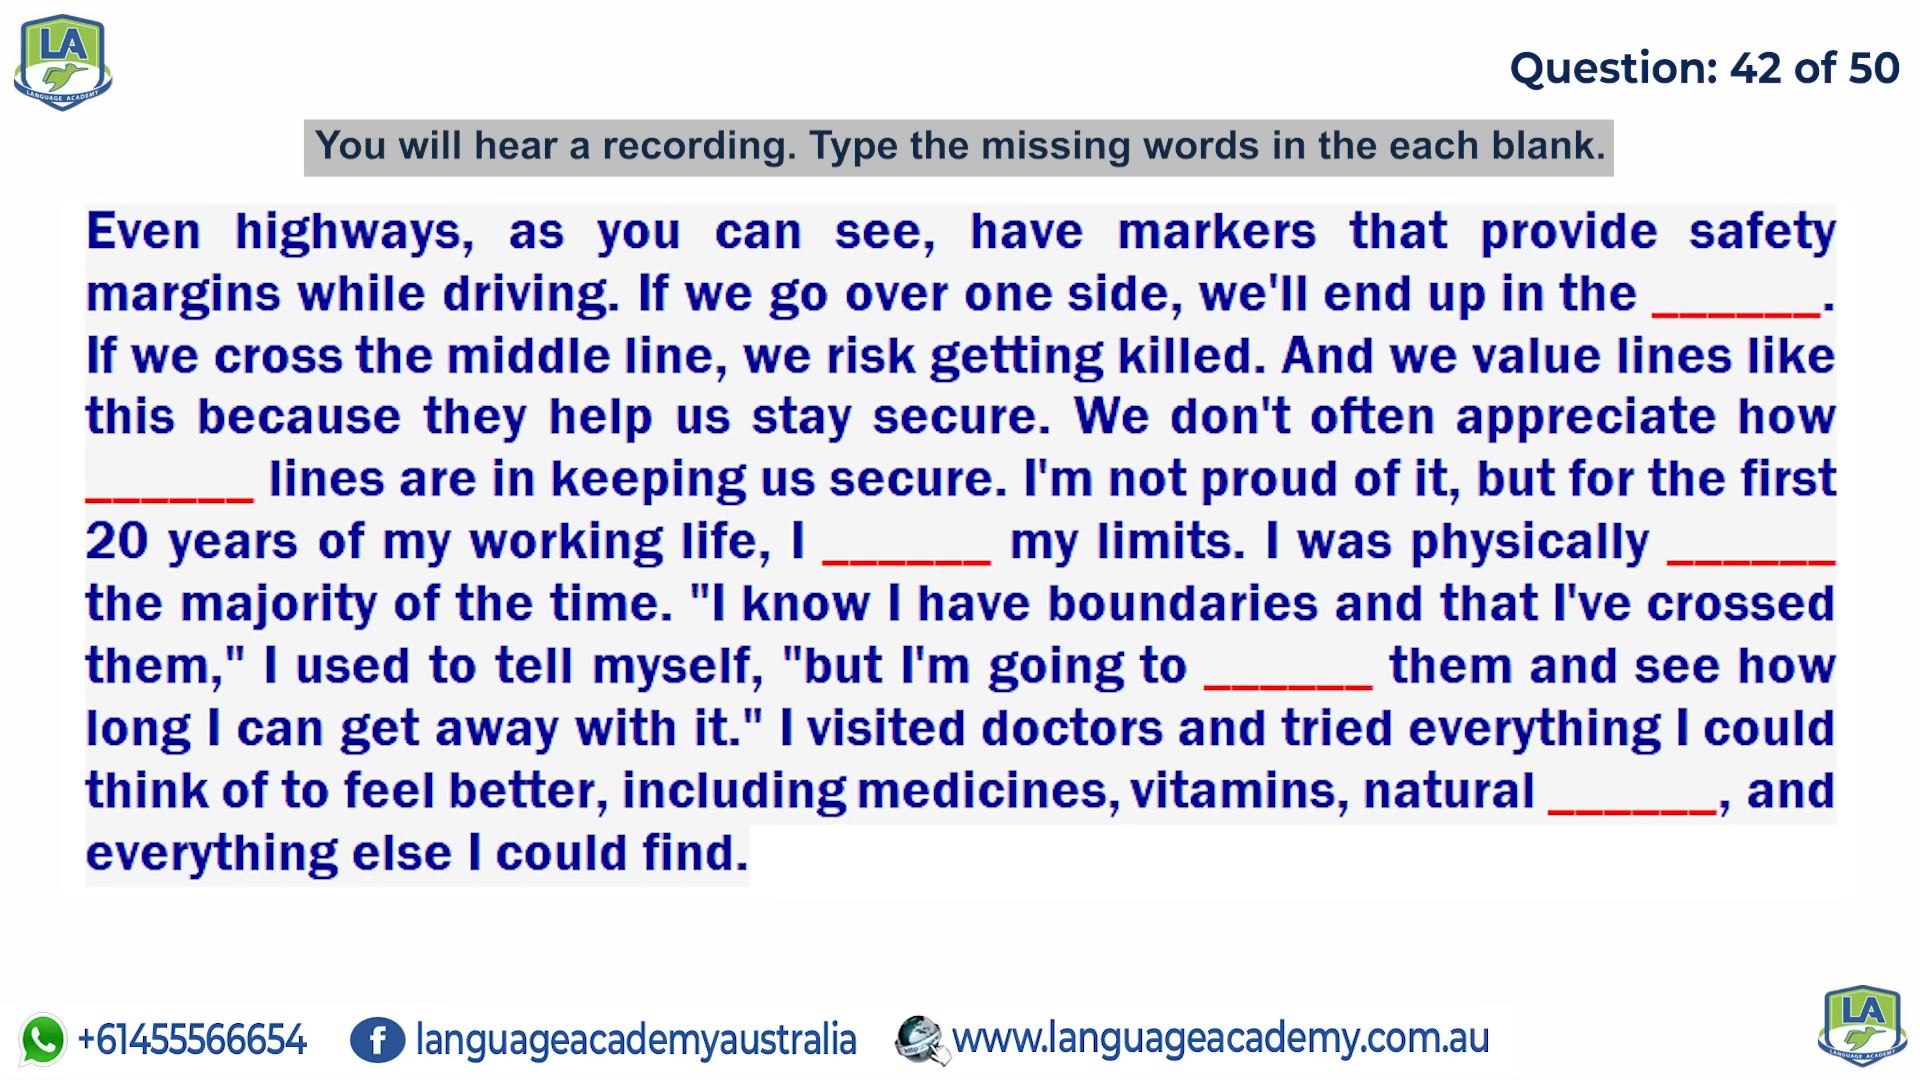 LA
LANGUAGE ACADEMY
Question: 42 of 50
You will hear a recording. Type the missing words in the each blank.
Even highways, as you can see, have markers that provide safety
margins while driving. If we go over one side, we'll end up in the ______.
If we cross the middle line, we risk getting killed. And we value lines like
this because they help us stay secure. We don't often appreciate how
______ lines are in keeping us secure. I'm not proud of it, but for the first
20 years of my working life, I ______ my limits. I was physically ______
the majority of the time. "I know I have boundaries and that I've crossed
them," I used to tell myself, "but I'm going to ______ them and see how
long I can get away with it." I visited doctors and tried everything I could
think of to feel better, including medicines, vitamins, natural ______, and
everything else I could find.
+61455566654 f languageacademyaustralia http www.languageacademy.com.au
LA
LANGUAGE ACADEMY